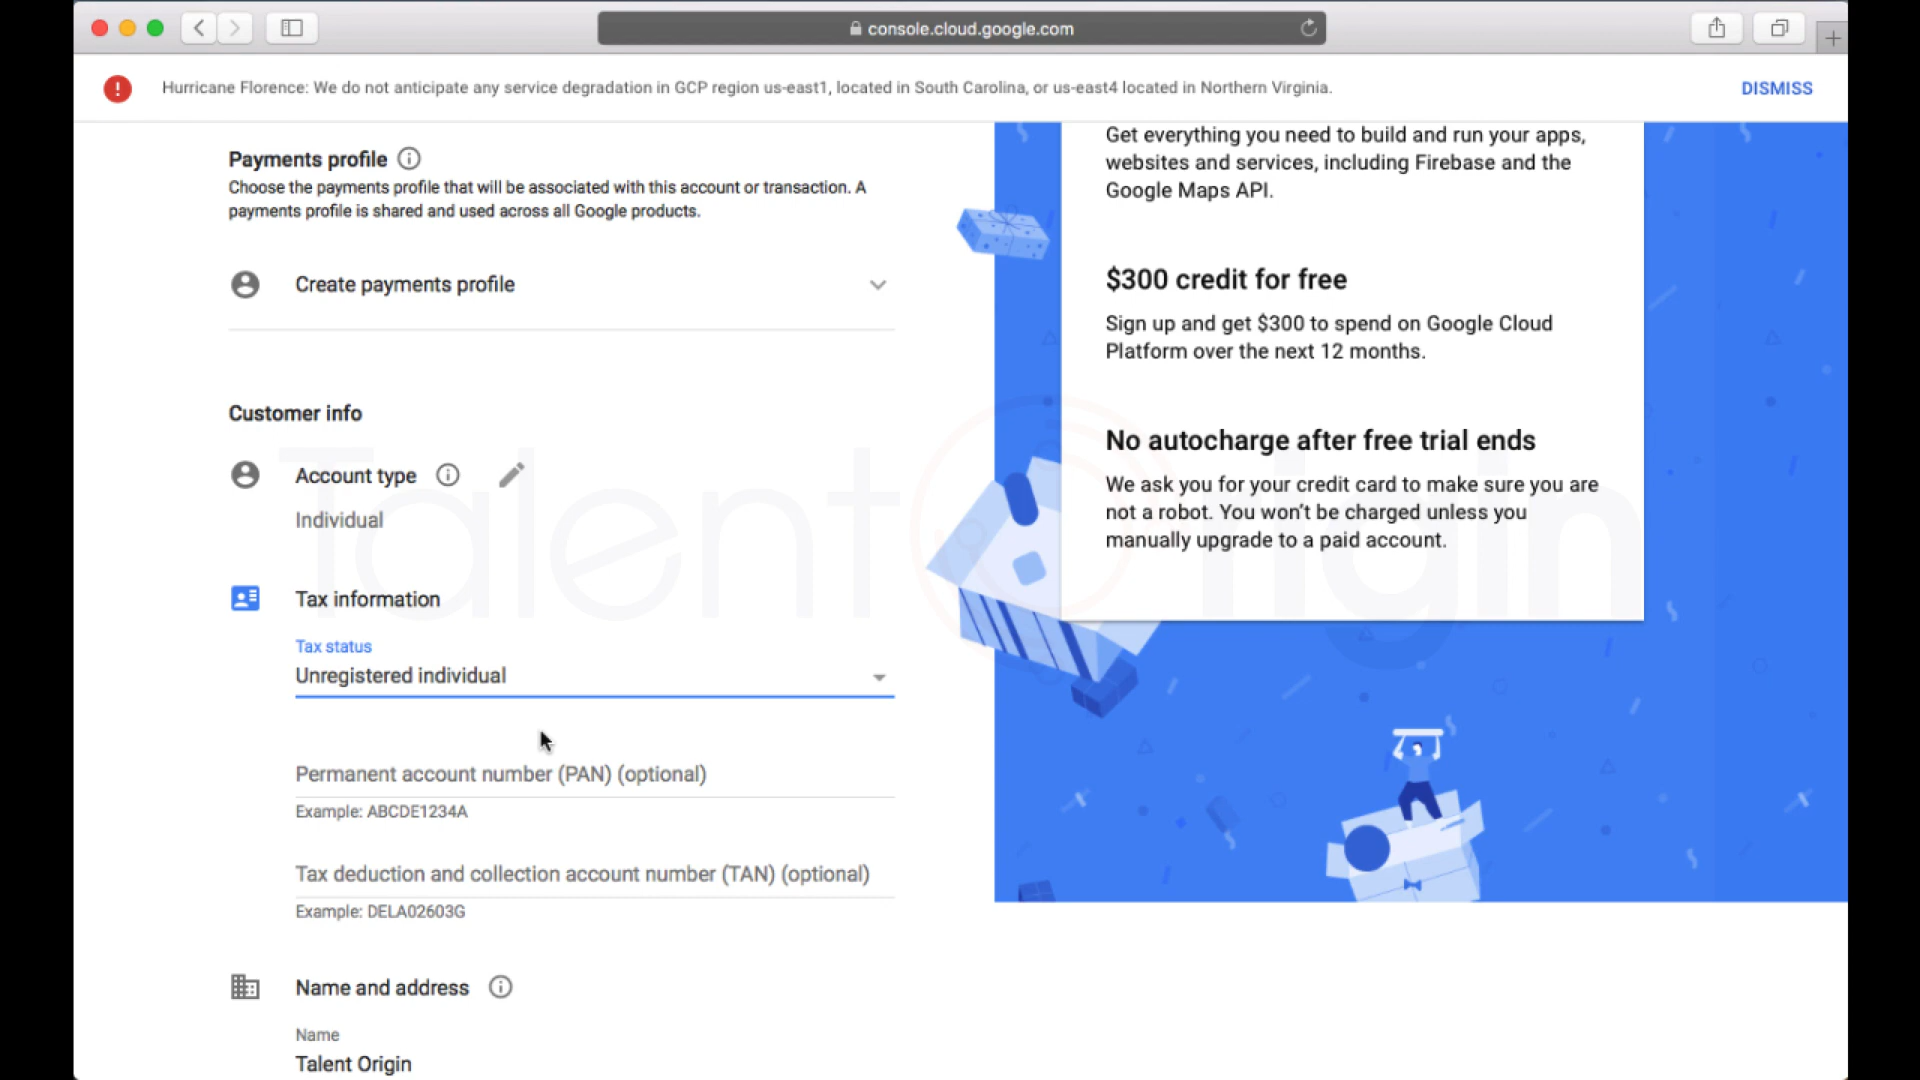 console.cloud.google.com
Hurricane Florence: We do not anticipate any service degradation in GCP region us-east1, located in South Carolina, or us-east4 located in Northern Virginia.
DISMISS
Payments profile
Choose the payments profile that will be associated with this account or transaction. A
payments profile is shared and used across all Google products.
Create payments profile
Customer info
Account type
Individual
Tax information
Tax status
Unregistered individual
Permanent account number (PAN) (optional)
Example: ABCDE1234A
Tax deduction and collection account number (TAN) (optional)
Example: DELA02603G
Name and address
Name
Talent Origin
Get everything you need to build and run your apps,
websites and services, including Firebase and the
Google Maps API.
$300 credit for free
Sign up and get $300 to spend on Google Cloud
Platform over the next 12 months.
No autocharge after free trial ends
We ask you for your credit card to make sure you are
not a robot. You won't be charged unless you
manually upgrade to a paid account.
TalentOrigin